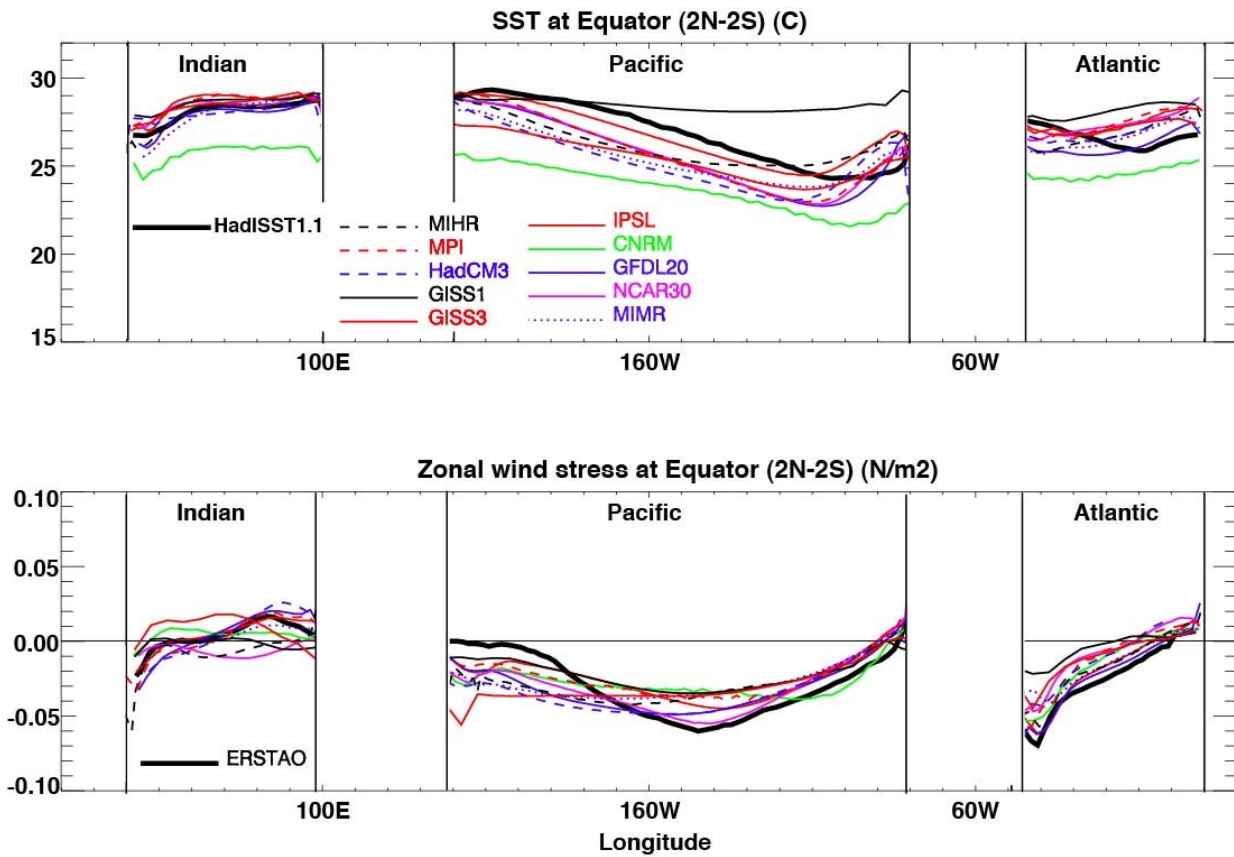 SST at Equator (2N-2S) (C)
Indian
Pacific
Atlantic
30
25
20
15
HadISST1.1
MIHR
MPI
HadCM3
GISS1
GISS3
IPSL
CNRM
GFDL20
NCAR30
MIMR
100E
160W
60W
Zonal wind stress at Equator (2N-2S) (N/m2)
Indian
Pacific
Atlantic
0.10
0.05
0.00
-0.05
-0.10
ERSTAO
100E
160W
60W
Longitude